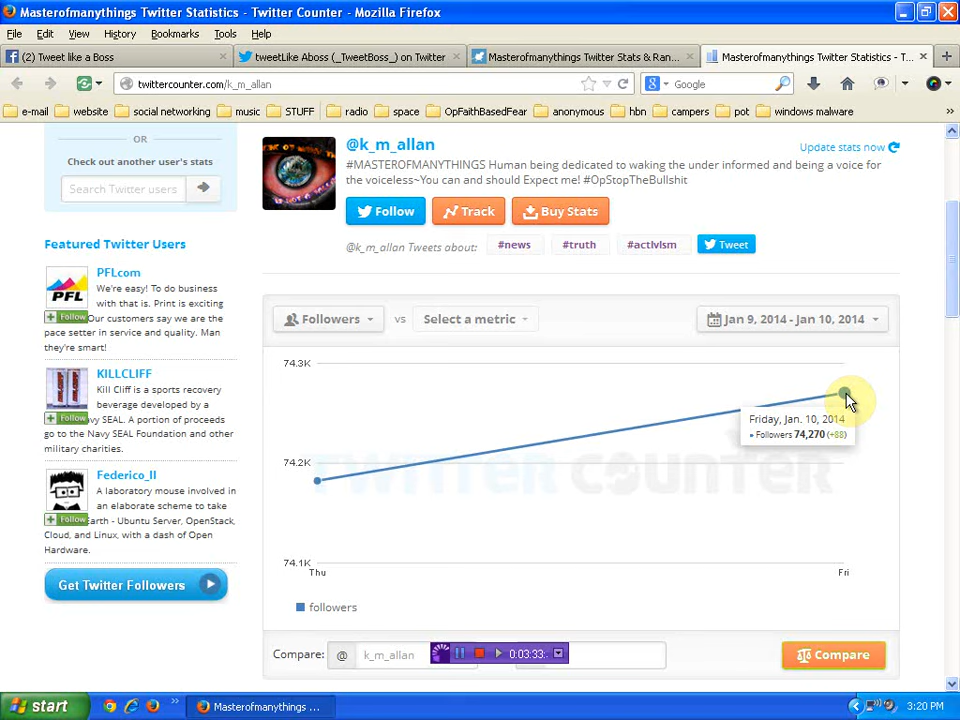 Masterofmanythings Twitter Statistics - Twitter Counter - Mozilla Firefox
File Edit View History Bookmarks Tools Help
(2) Tweet like a Boss
tweetLike Aboss (_TweetBoss_) on Twitter
Masterofmanythings Twitter Stats & Ran...
Masterofmanythings Twitter Statistics - T...
twittercounter.com/k_m_allan
Google
e-mail website social networking music STUFF radio space OpFaithBasedFear anonymous hbn campers pot windows malware
OR
Check out another user's stats
Search Twitter users
Featured Twitter Users
PFLcom
We're easy! To do business
with that is. Print is exciting
Follow
Our customers say we are the
pace setter in service and quality. Man
they're smart!
KILLCIFF
Kill Cliff is a sports recovery
beverage developed by a
Follow
vy SEAL. A portion of proceeds
go to the Navy SEAL Foundation and other
military charities.
Federico_II
A laboratory mouse involved in
an elaborate scheme to take
Follow
Earth - Ubuntu Server, OpenStack,
Cloud, and Linux, with a dash of Open
Hardware.
Get Twitter Followers
@k_m_allan
Update stats now
#MASTEROFMANYTHINGS Human being dedicated to waking the under informed and being a voice for
the voiceless~You can and should Expect me! #OpStopTheBullshit
Follow Track Buy Stats
@k_m_allan Tweets about: #news #truth #activism Tweet
Followers vs Select a metric Jan 9, 2014 - Jan 10, 2014
74.3K
Friday, Jan. 10, 2014
Followers 74,270 (+88)
74.2K
TWITTER COUNTER
74.1K
Thu Fri
followers
Compare: @ k_m_allan 0:03:33: Compare
start Masterofmanythings ... 3:20 PM